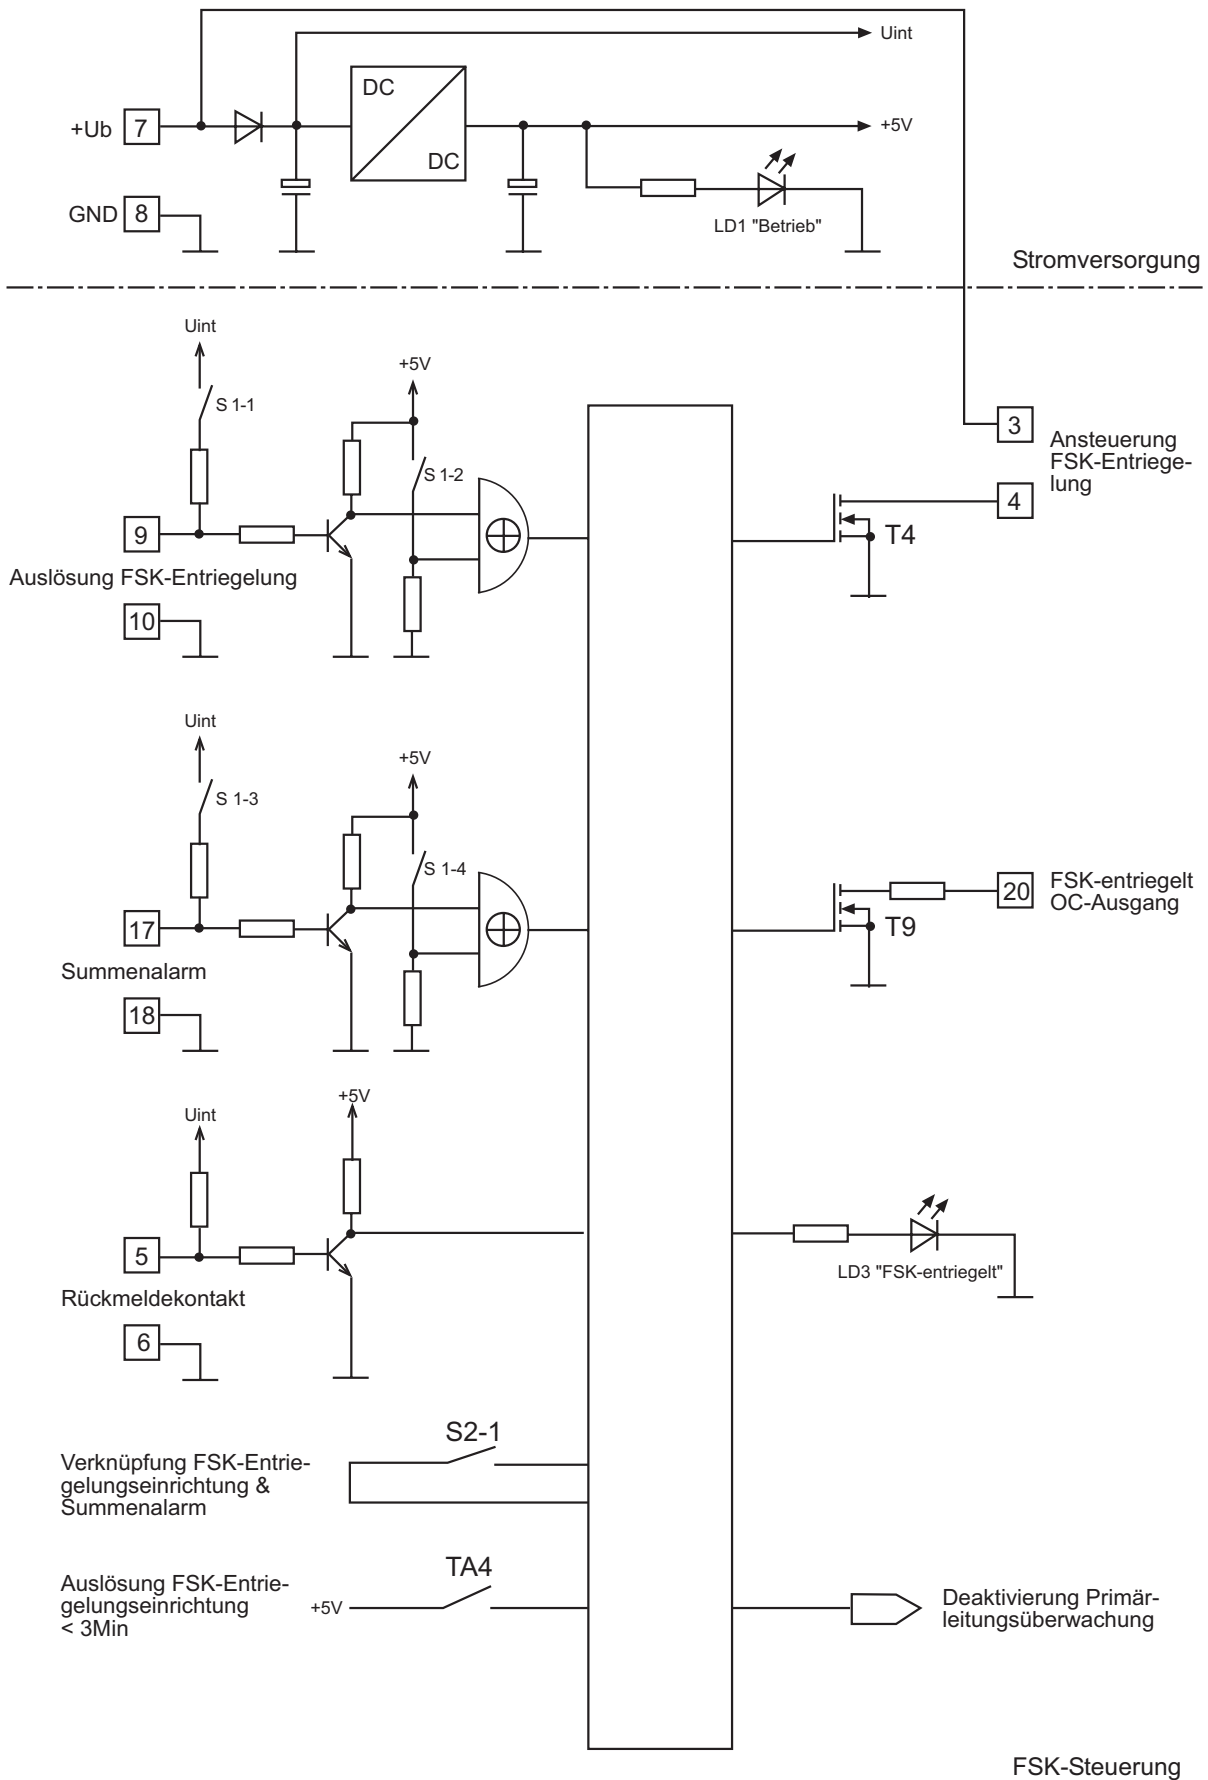 Uint
DC
DC
+Ub 7
+5V
GND 8
LD1 "Betrieb"
Stromversorgung
Uint
S 1-1
+5V
S 1-2
3
Ansteuerung
FSK-Entriege-
lung
4
9
T4
Auslösung FSK-Entriegelung
10
Uint
S 1-3
+5V
S 1-4
17
Summenalarm
18
20
FSK-entriegelt
OC-Ausgang
T9
Uint
+5V
5
Rückmeldekontakt
6
LD3 "FSK-entriegelt"
S2-1
Verknüpfung FSK-Entrie-
gelungseinrichtung &
Summenalarm
TA4
Auslösung FSK-Entrie-
gelungseinrichtung
< 3Min
+5V
Deaktivierung Primär-
leitungsüberwachung
FSK-Steuerung